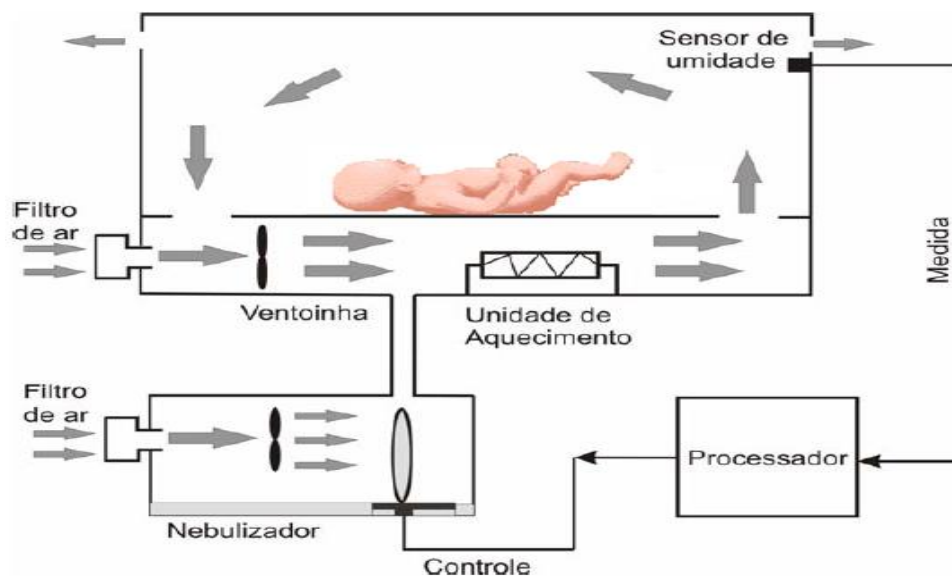 Sensor de
umidade
Filtro
de ar
Ventoinha
Unidade de
Aquecimento
Medida
Filtro
de ar
Processador
Nebulizador
Controle